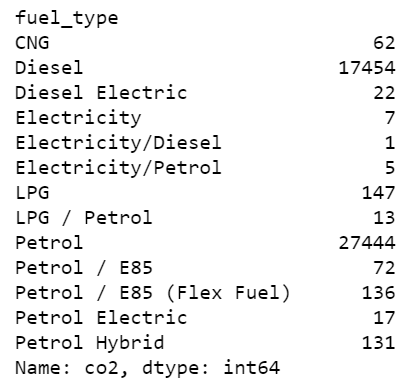 fuel_type
CNG 62
Diesel 17454
Diesel Electric 22
Electricity 7
Electricity/Diesel 1
Electricity/Petrol 5
LPG 147
LPG / Petrol 13
Petrol 27444
Petrol / E85 72
Petrol / E85 (Flex Fuel) 136
Petrol Electric 17
Petrol Hybrid 131
Name: co2, dtype: int64